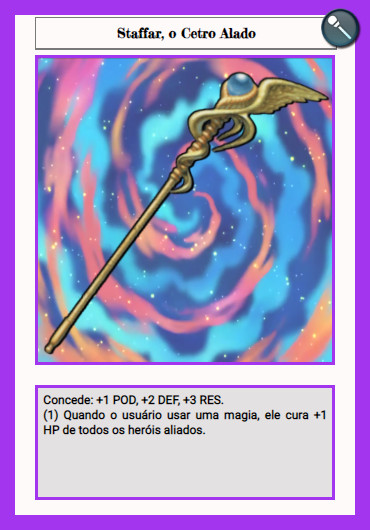 Staffar, o Cetro Alado
Concede: +1 POD, +2 DEF, +3 RES.
(1) Quando o usuário usar uma magia, ele cura +1
HP de todos os heróis aliados.